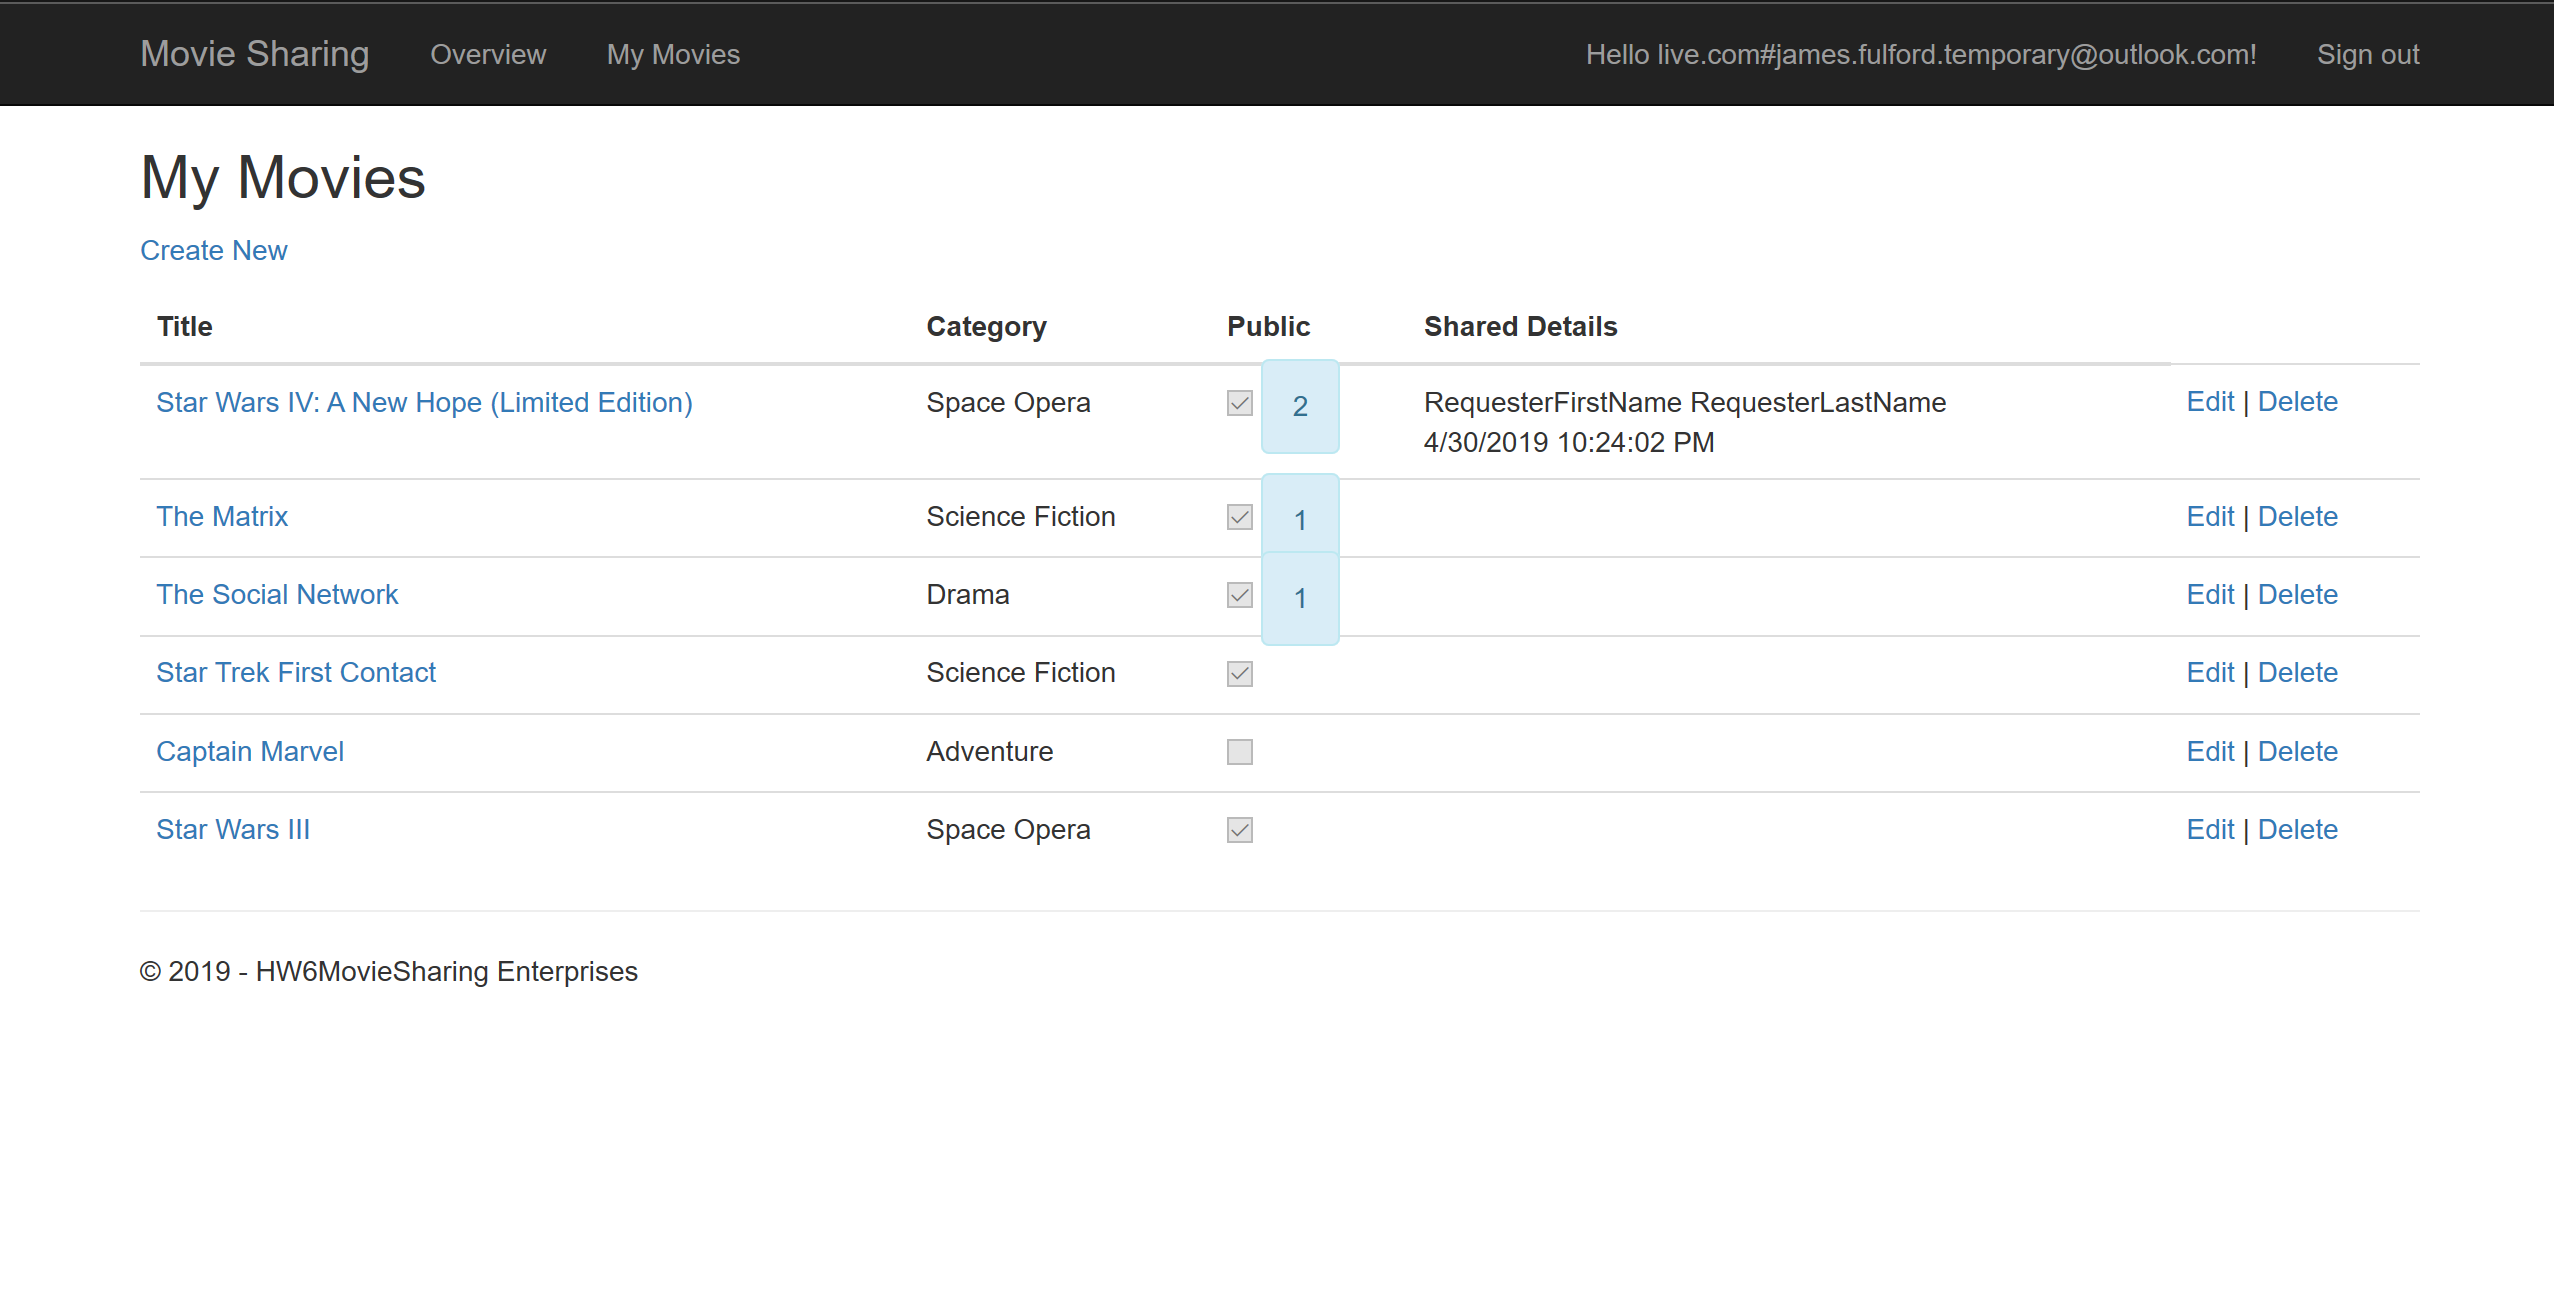 Movie Sharing Overview My Movies Hello live.com#james.fulford.temporary@outlook.com! Sign out
My Movies
Create New
Title Category Public Shared Details
Star Wars IV: A New Hope (Limited Edition) Space Opera 2 RequesterFirstName RequesterLastName Edit | Delete
4/30/2019 10:24:02 PM
The Matrix Science Fiction 1 Edit | Delete
The Social Network Drama 1 Edit | Delete
Star Trek First Contact Science Fiction Edit | Delete
Captain Marvel Adventure Edit | Delete
Star Wars III Space Opera Edit | Delete
© 2019 - HW6MovieSharing Enterprises